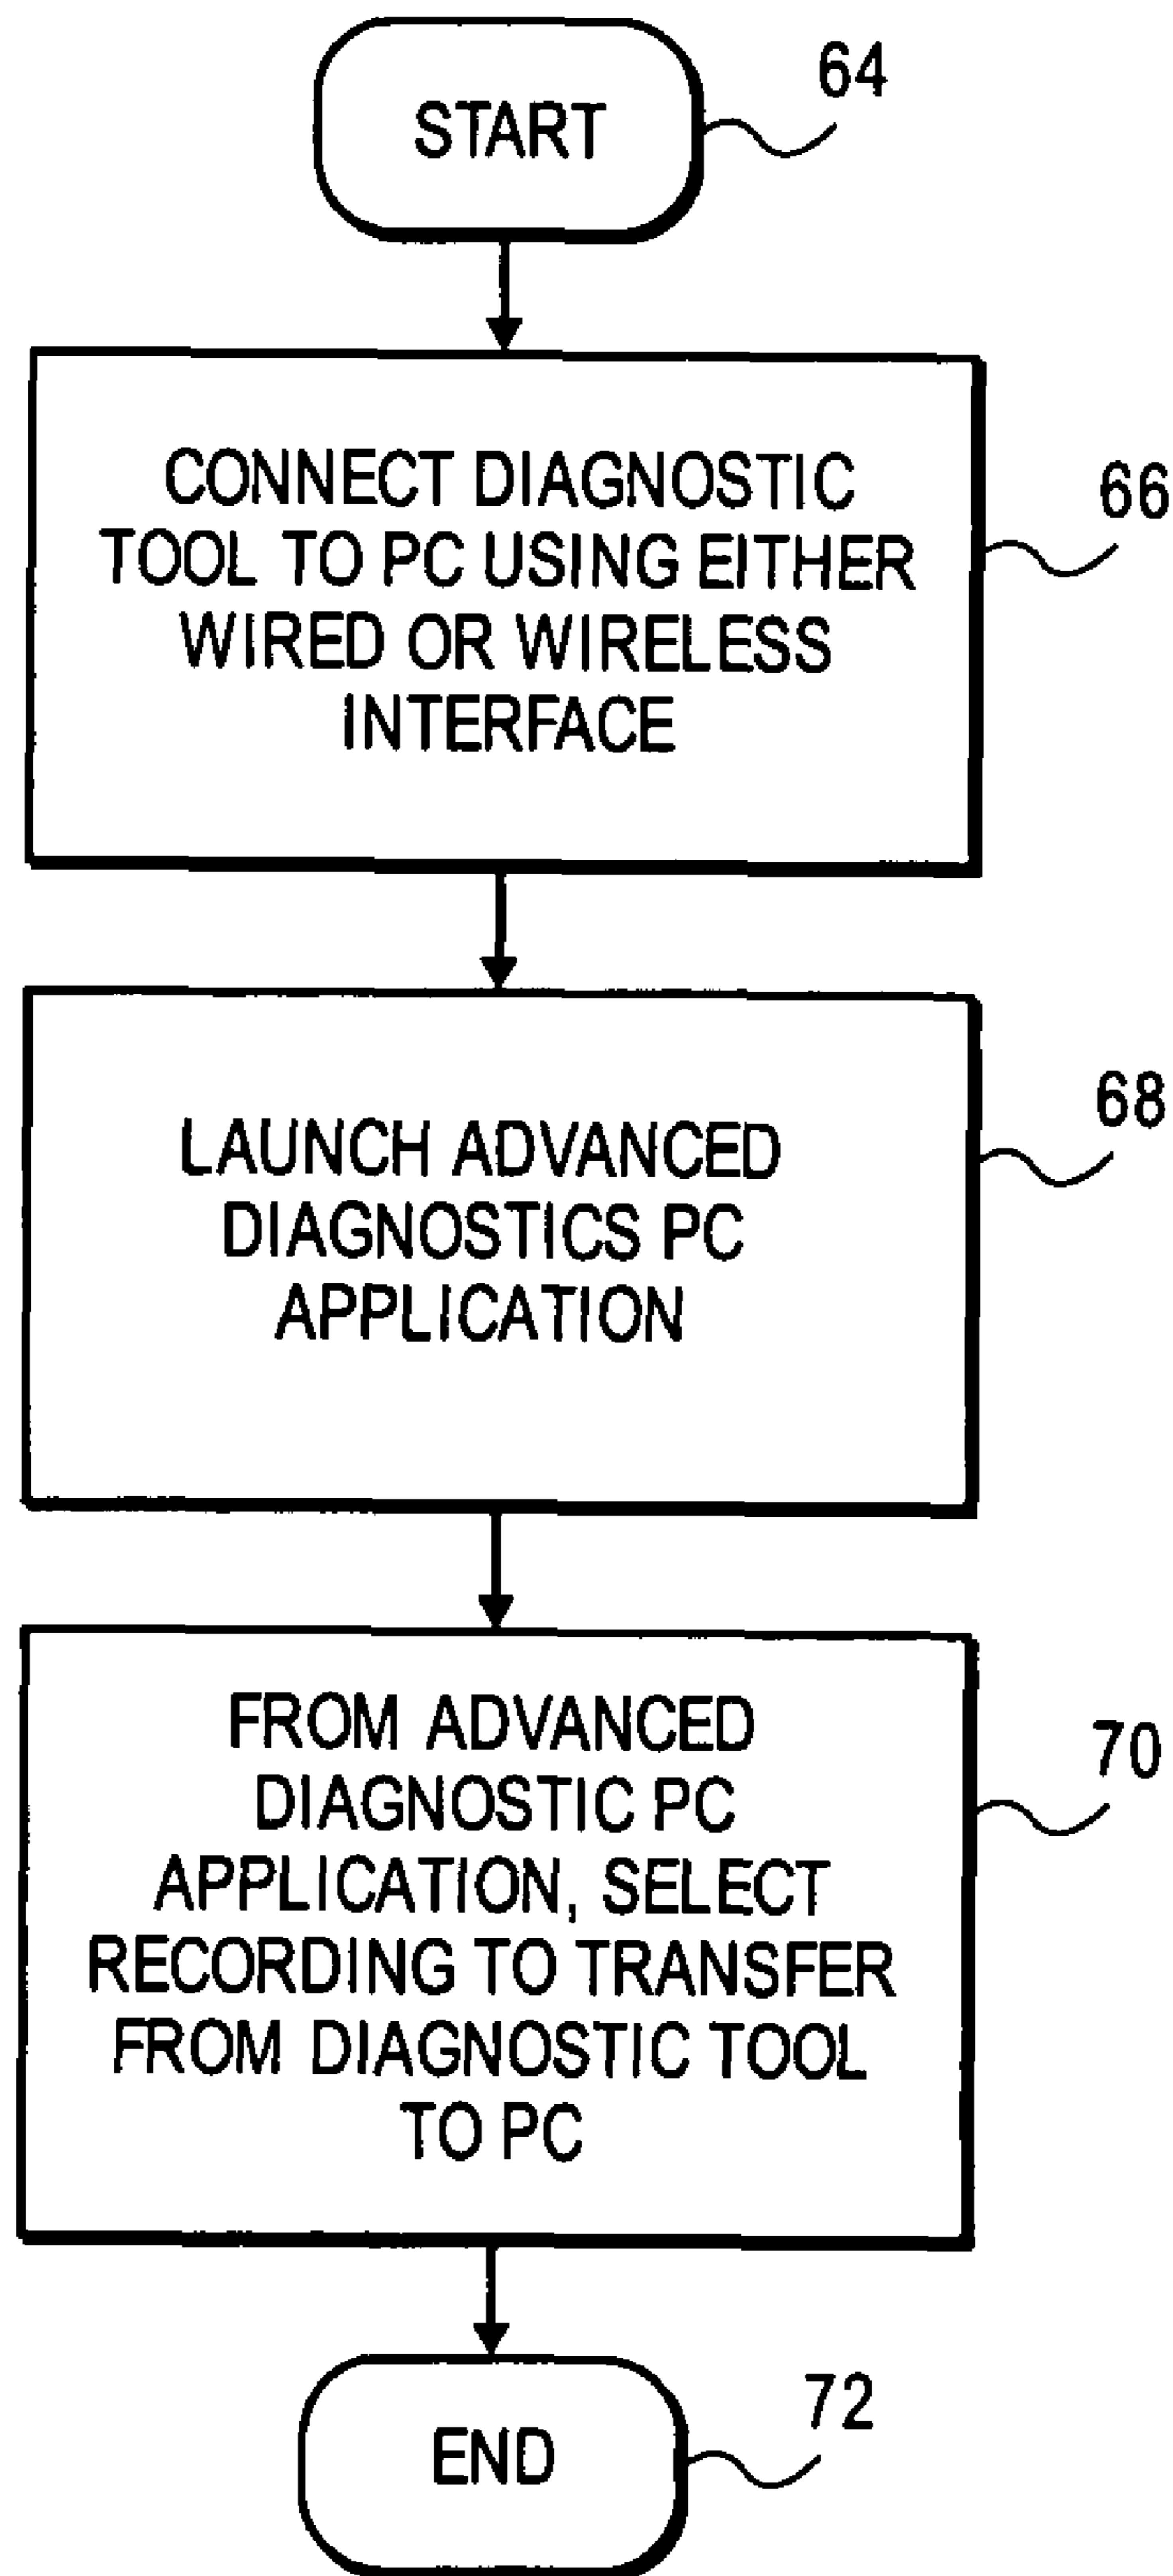 START
64
CONNECT DIAGNOSTIC
TOOL TO PC USING EITHER
WIRED OR WIRELESS
INTERFACE
66
LAUNCH ADVANCED
DIAGNOSTICS PC
APPLICATION
68
FROM ADVANCED
DIAGNOSTIC PC
APPLICATION, SELECT
RECORDING TO TRANSFER
FROM DIAGNOSTIC TOOL
TO PC
70
END
72